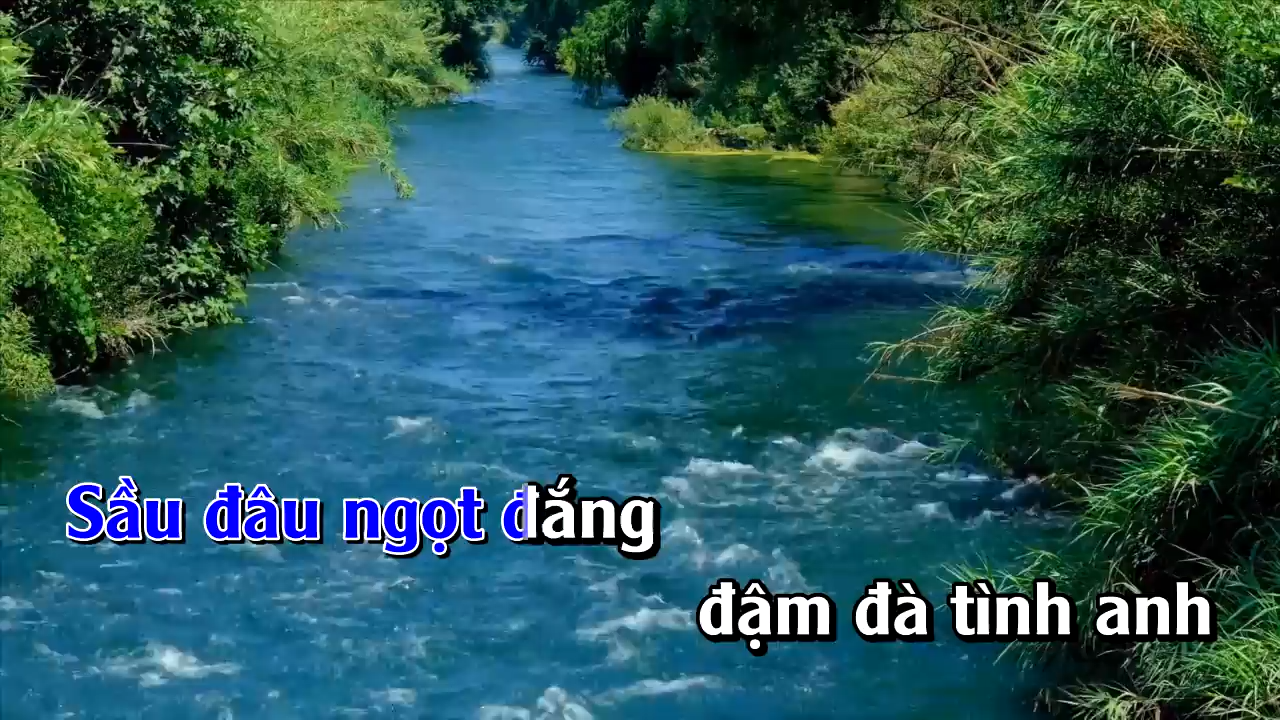 Sầu đâu ngọt đắng
đậm đà tình anh